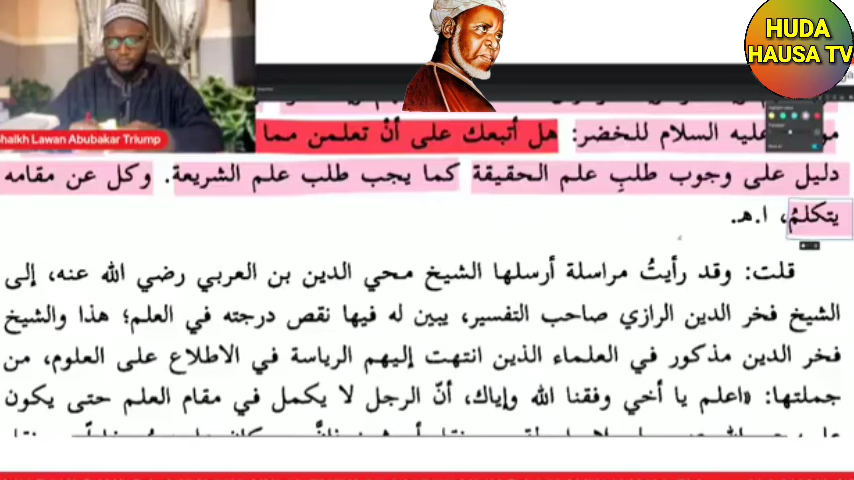 HUDA
HAUSA TV
Shaikh Lawan Abubakar Triump
عليه السلام للخضر: هل أتبعك على أنْ تعلمن مما
دليل على وجوب طلبِ علم الحقيقة كما يجب طلب علم الشريعة. وكل عن مقامه
يتكلمُ، ا.هـ.
قلت: وقد رأيتُ مراسلة أرسلها الشيخ محي الدين بن العربي رضي الله عنه، إلى
الشيخ فخر الدين الرازي صاحب التفسير، يبين له فيها نقص درجته في العلم؛ هذا والشيخ
فخر الدين مذكور في العلماء الذين انتهت إليهم الرياسة في الاطلاع على العلوم، من
جملتها: «اعلم يا أخي وفقنا الله وإياك، أنّ الرجل لا يكمل في مقام العلم حتى يكون